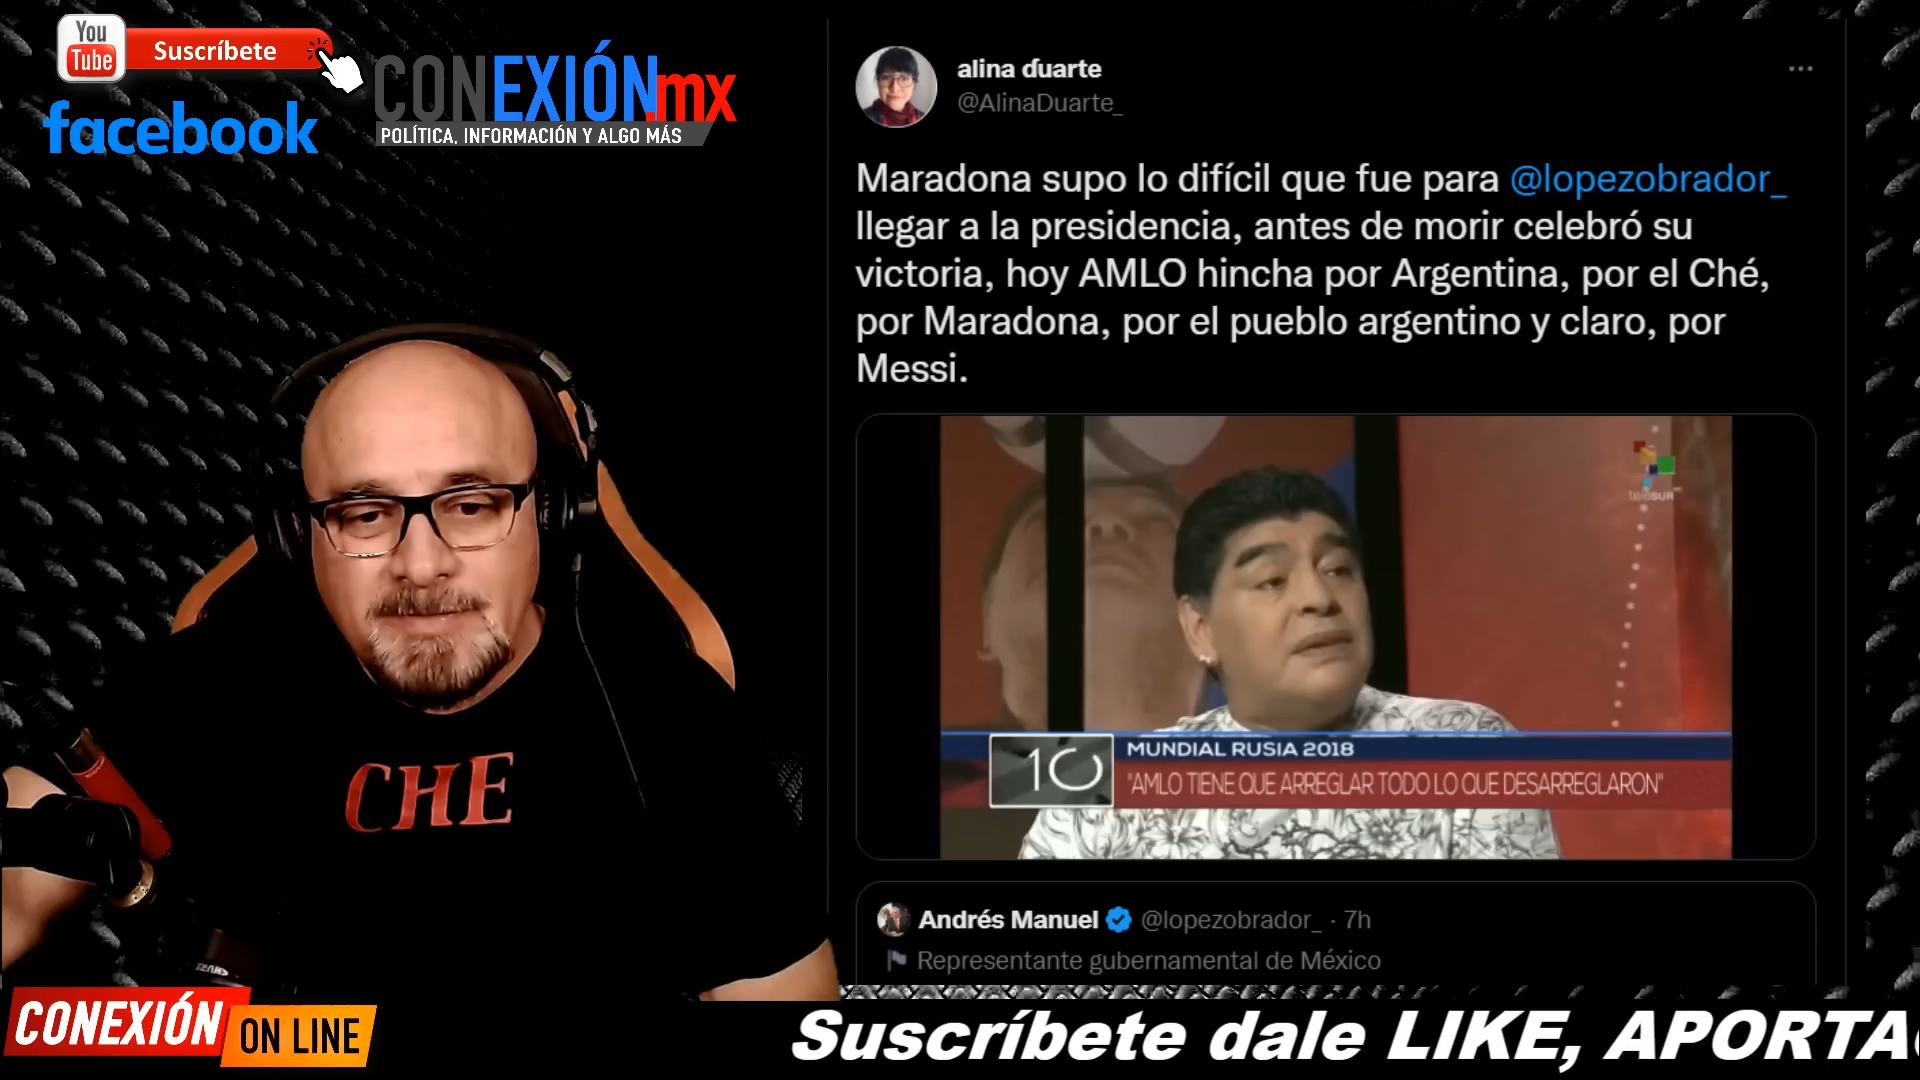 You
Tube
Suscríbete
facebook
CONEXIÓN.mx
POLÍTICA, INFORMACIÓN Y ALGO MÁS
CHE
alina duarte
@AlinaDuarte_
Maradona supo lo difícil que fue para @lopezobrador_
llegar a la presidencia, antes de morir celebró su
victoria, hoy AMLO hincha por Argentina, por el Ché,
por Maradona, por el pueblo argentino y claro, por
Messi.
teleSUR
10
MUNDIAL RUSIA 2018
"AMLO TIENE QUE ARREGLAR TODO LO QUE DESARREGLARON"
Andrés Manuel @lopezobrador_ · 7h
Representante gubernamental de México
CONEXIÓN
ON LINE
Suscríbete dale LIKE, APORTA